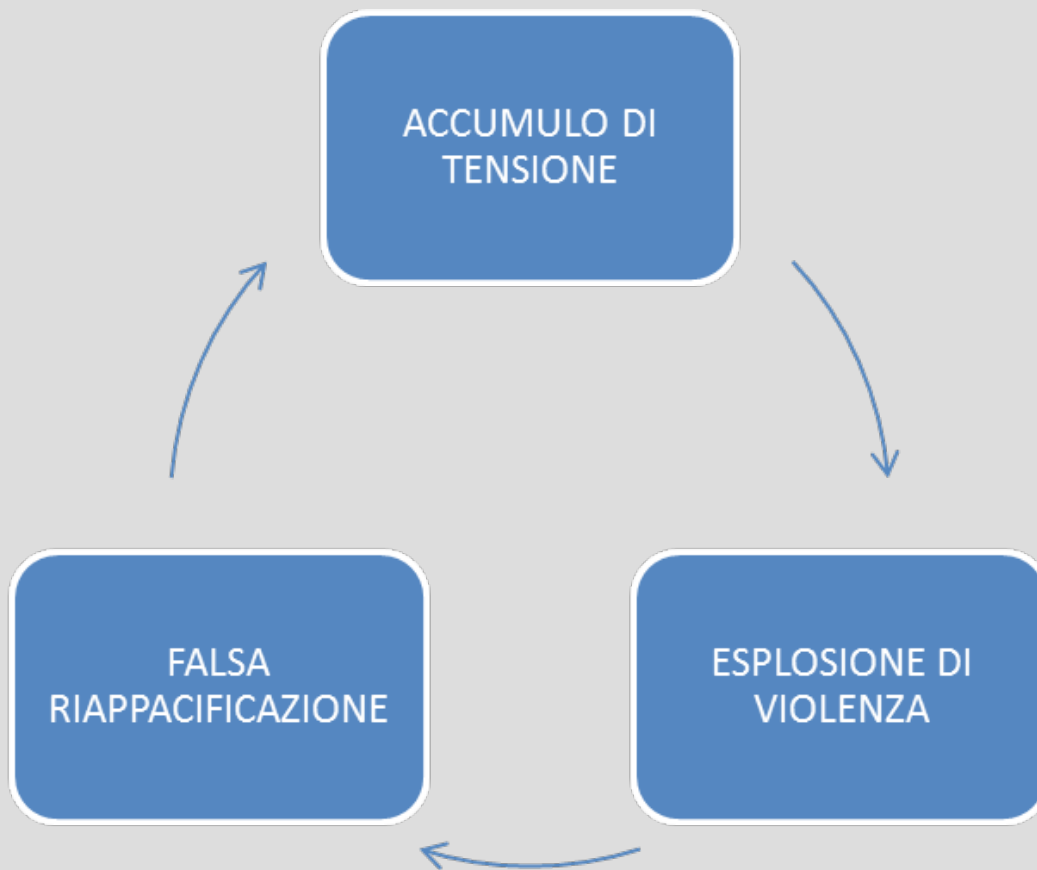 ACCUMULO DI
TENSIONE
ESPLOSIONE DI
VIOLENZA
FALSA
RIAPPACIFICAZIONE